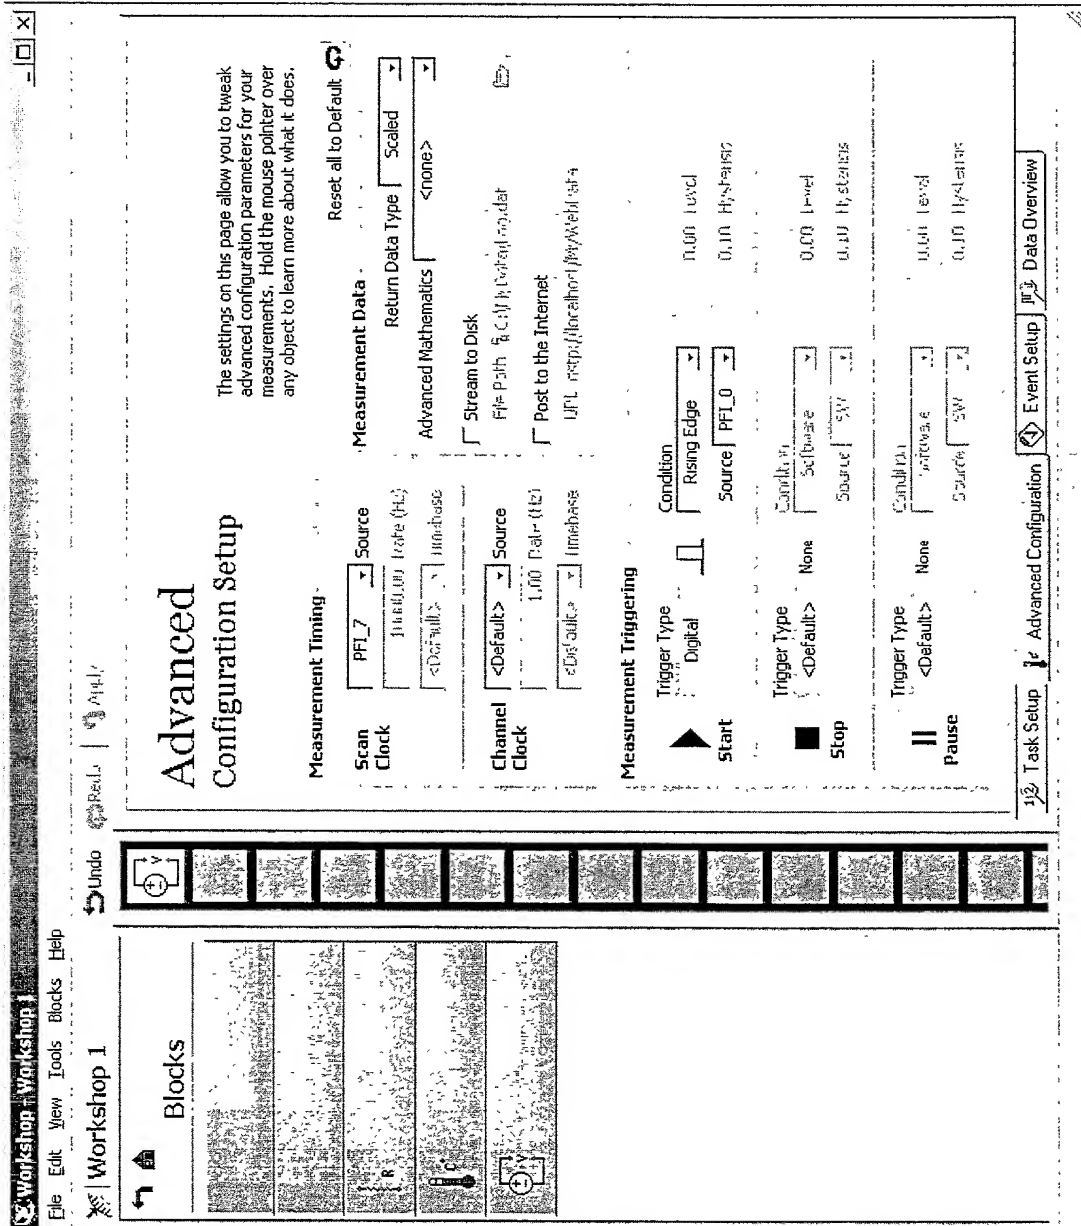 Workshop - Workshop 1
File Edit View Tools Blocks Help
Workshop 1
Undo Redo Apply
Blocks
R
C°
V
V
Advanced
Configuration Setup
The settings on this page allow you to tweak
advanced configuration parameters for your
measurements. Hold the mouse pointer over
any object to learn more about what it does.
Reset all to Default
Measurement Timing
Scan
Clock
PFI_7 Source
Rate (Hz)
<Default> Timebase
Channel
Clock
<Default> Source
1.00 Rate (Hz)
<Default> Timebase
Measurement Data
Return Data Type Scaled
Advanced Mathematics <none>
Stream to Disk
File Path
Post to the Internet
URL
Measurement Triggering
Start
Trigger Type
Digital
Condition
Rising Edge
Source PFI_0
0.00 Level
0.10 Hysteresis
Stop
Trigger Type
<Default> None
Condition
Software
Source SW
0.00 Level
0.10 Hysteresis
Pause
Trigger Type
<Default> None
Condition
Software
Source SW
0.00 Level
0.10 Hysteresis
Task Setup Advanced Configuration Event Setup Data Overview